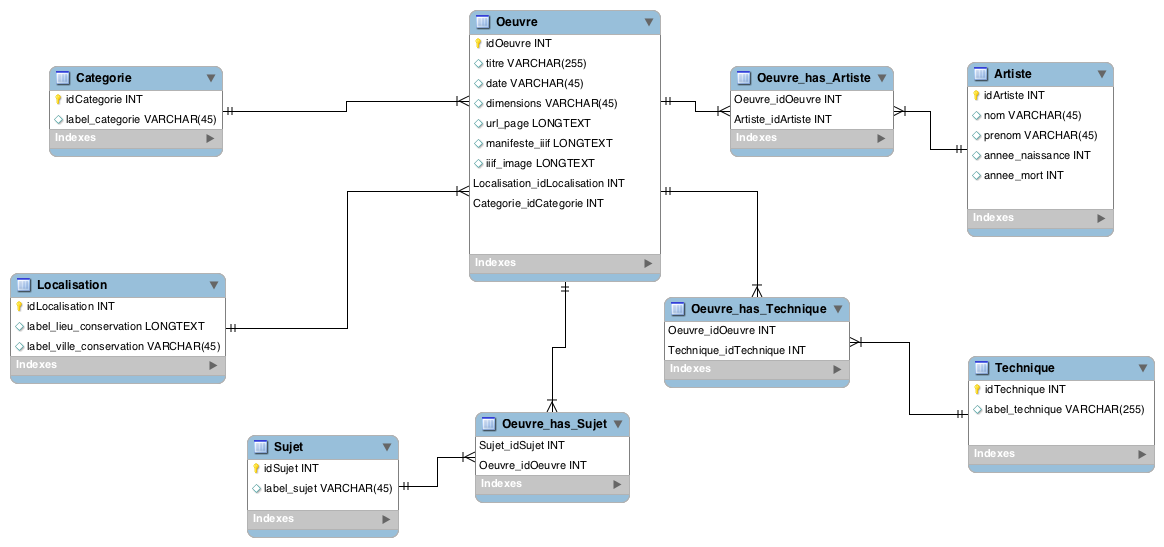 Oeuvre
idOeuvre INT
titre VARCHAR(255)
date VARCHAR(45)
dimensions VARCHAR(45)
url_page LONGTEXT
manifeste_iiif LONGTEXT
iiif_image LONGTEXT
Localisation_idLocalisation INT
Categorie_idCategorie INT
Indexes
Categorie
idCategorie INT
label_categorie VARCHAR(45)
Indexes
Oeuvre_has_Artiste
Oeuvre_idOeuvre INT
Artiste_idArtiste INT
Indexes
Artiste
idArtiste INT
nom VARCHAR(45)
prenom VARCHAR(45)
annee_naissance INT
annee_mort INT
Indexes
Localisation
idLocalisation INT
label_lieu_conservation LONGTEXT
label_ville_conservation VARCHAR(45)
Indexes
Oeuvre_has_Technique
Oeuvre_idOeuvre INT
Technique_idTechnique INT
Indexes
Technique
idTechnique INT
label_technique VARCHAR(255)
Indexes
Sujet
idSujet INT
label_sujet VARCHAR(45)
Indexes
Oeuvre_has_Sujet
Sujet_idSujet INT
Oeuvre_idOeuvre INT
Indexes